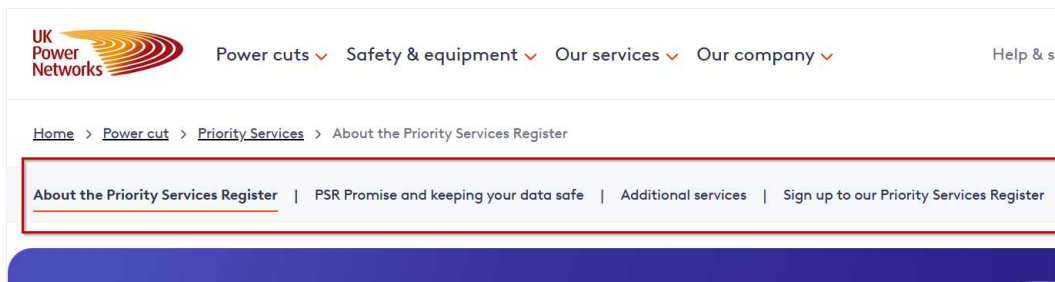 UK
Power
Networks
Power cuts Safety & equipment Our services Our company Help & s
Home > Power cut > Priority Services > About the Priority Services Register
About the Priority Services Register | PSR Promise and keeping your data safe | Additional services | Sign up to our Priority Services Register